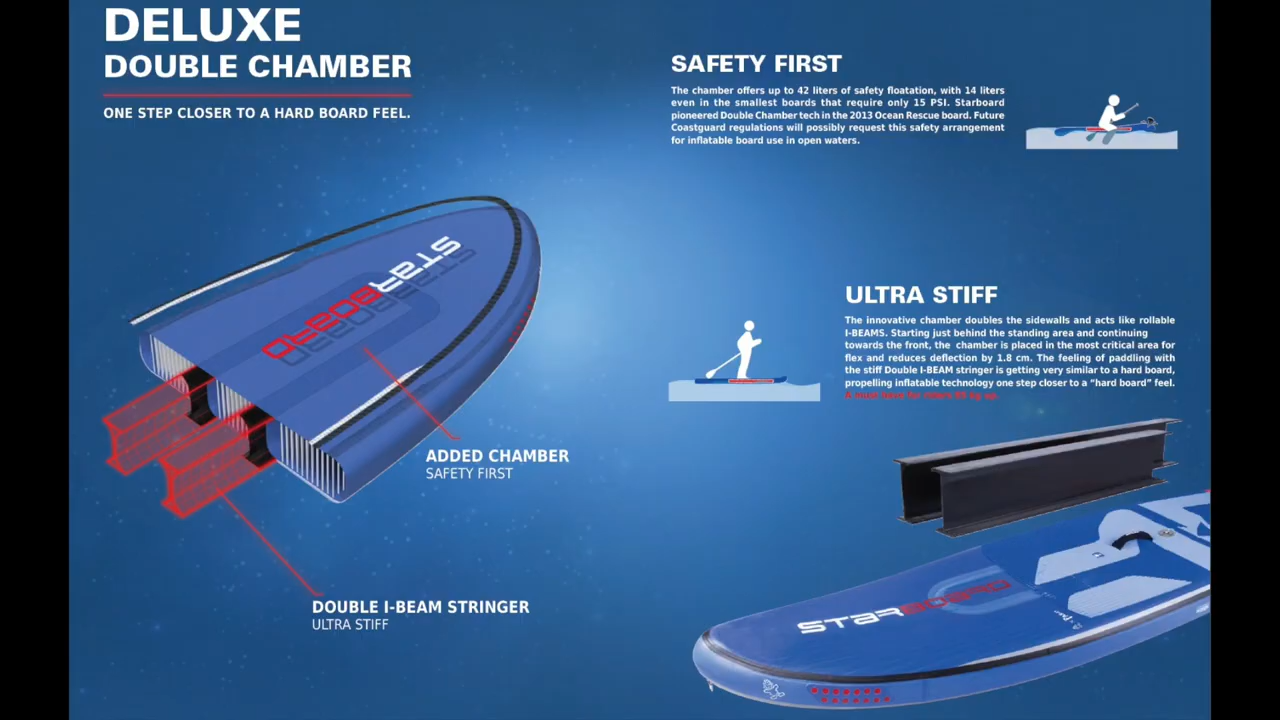 DELUXE
DOUBLE CHAMBER
ONE STEP CLOSER TO A HARD BOARD FEEL.
SAFETY FIRST
The chamber offers up to 42 liters of safety floatation, with 14 liters
even in the smallest boards that require only 15 PSI. Starboard
pioneered Double Chamber tech in the 2013 Ocean Rescue board. Future
Coastguard regulations will possibly request this safety arrangement
for inflatable board use in open waters.
STARBOARD
ADDED CHAMBER
SAFETY FIRST
DOUBLE I-BEAM STRINGER
ULTRA STIFF
ULTRA STIFF
The innovative chamber doubles the sidewalls and acts like rollable
I-BEAMS. Starting just behind the standing area and continuing
towards the front, the chamber is placed in the most critical area for
flex and reduces deflection by 1.8 cm. The feeling of paddling with
the stiff Double I-BEAM stringer is getting very similar to a hard board,
propelling inflatable technology one step closer to a “hard board” feel.
A must have for riders
STARBOARD